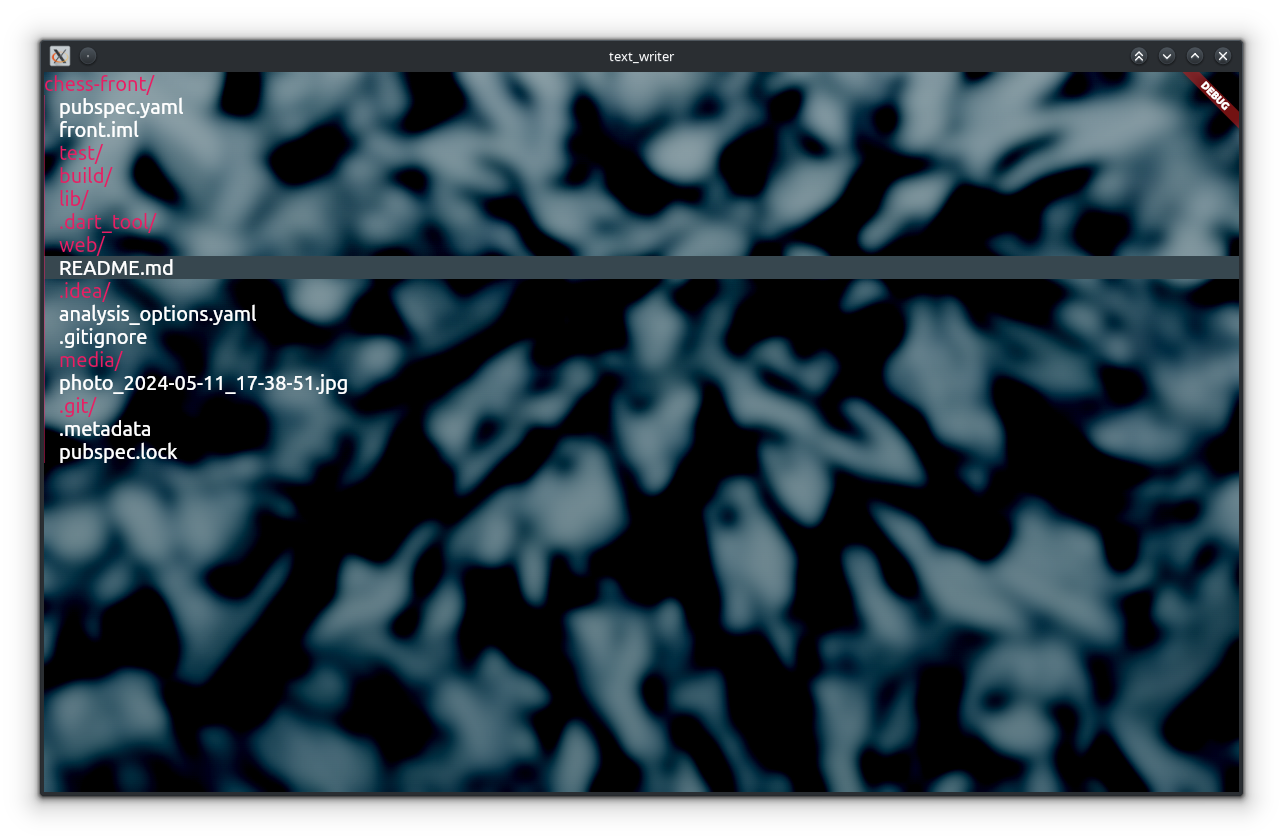 text_writer
chess-front/
pubspec.yaml
front.iml
test/
build/
lib/
.dart_tool/
web/
README.md
.idea/
analysis_options.yaml
.gitignore
media/
photo_2024-05-11_17-38-51.jpg
.git/
.metadata
pubspec.lock
DEBUG